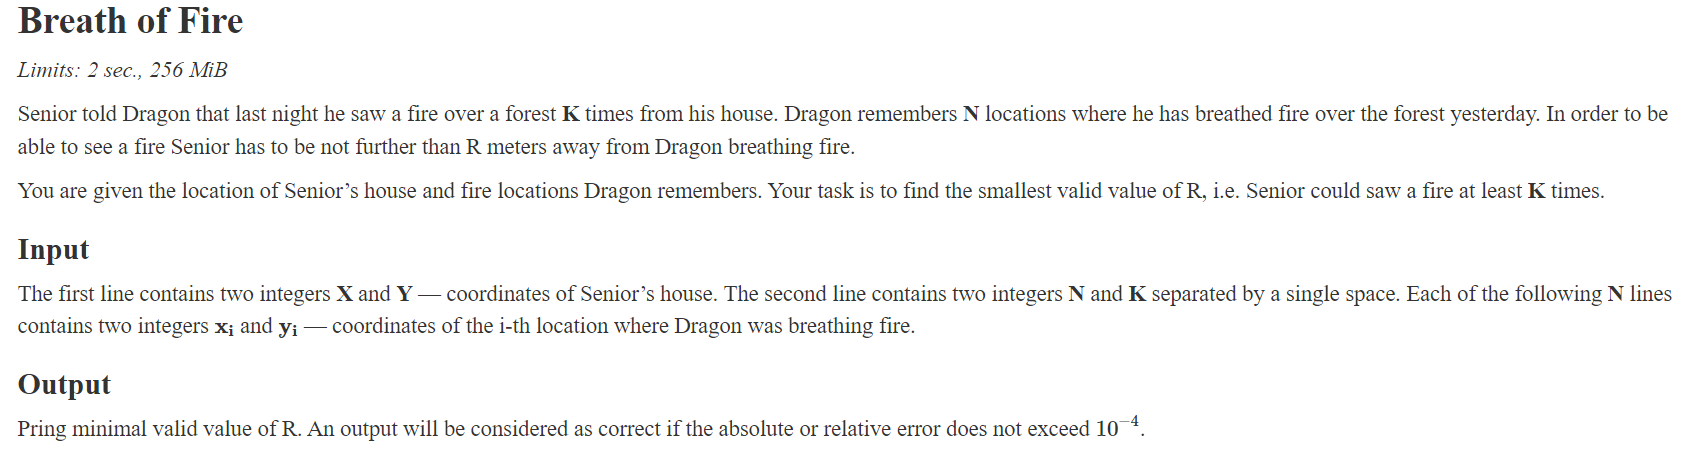 Breath of Fire
Limits: 2 sec., 256 MiB
Senior told Dragon that last night he saw a fire over a forest K times from his house. Dragon remembers N locations where he has breathed fire over the forest yesterday. In order to be
able to see a fire Senior has to be not further than R meters away from Dragon breathing fire.
You are given the location of Senior’s house and fire locations Dragon remembers. Your task is to find the smallest valid value of R, i.e. Senior could saw a fire at least K times.
Input
The first line contains two integers X and Y — coordinates of Senior’s house. The second line contains two integers N and K separated by a single space. Each of the following N lines
contains two integers xᵢ and yᵢ — coordinates of the i-th location where Dragon was breathing fire.
Output
Pring minimal valid value of R. An output will be considered as correct if the absolute or relative error does not exceed 10⁻⁴.